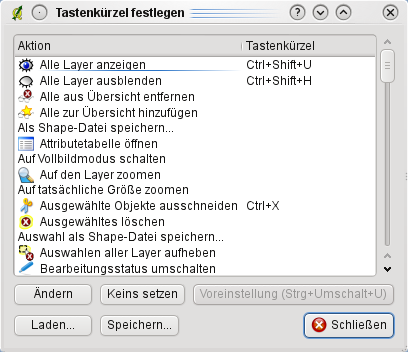 Tastenkürzel festlegen
Aktion Tastenkürzel
Alle Layer anzeigen Ctrl+Shift+U
Alle Layer ausblenden Ctrl+Shift+H
Alle aus Übersicht entfernen
Alle zur Übersicht hinzufügen
Als Shape-Datei speichern...
Attributetabelle öffnen
Auf Vollbildmodus schalten
Auf den Layer zoomen
Auf tatsächliche Größe zoomen
Ausgewählte Objekte ausschneiden Ctrl+X
Ausgewähltes löschen
Auswahl als Shape-Datei speichern...
Auswahlen aller Layer aufheben
Bearbeitungsstatus umschalten
Ändern Keins setzen Voreinstellung (Strg+Umschalt+U)
Laden... Speichern... Schließen